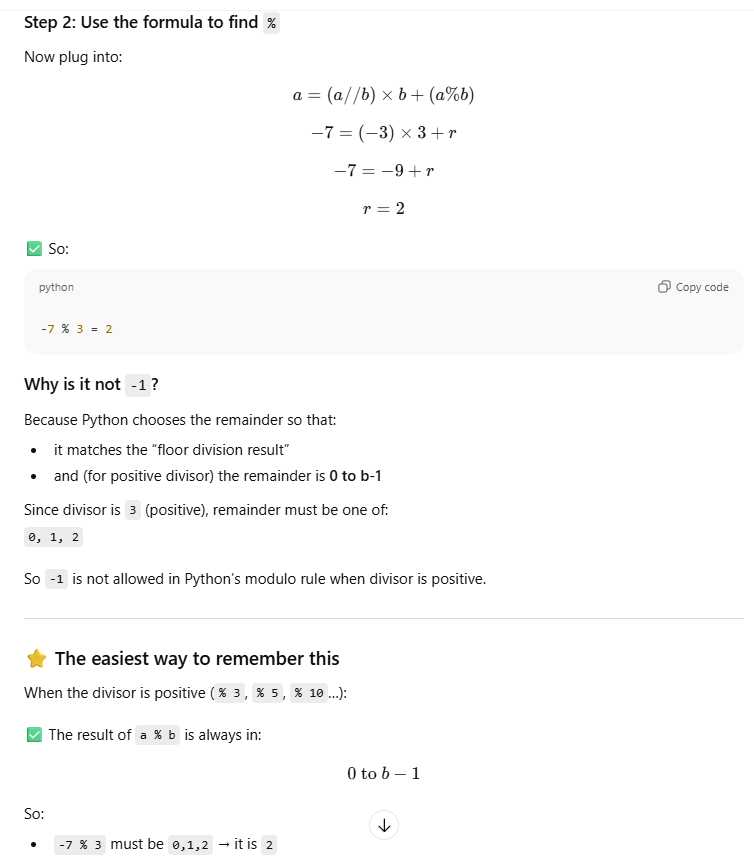 Step 2: Use the formula to find %
Now plug into:
a = (a//b) × b + (a%b)
−7 = (−3) × 3 + r
−7 = −9 + r
r = 2
✅ So:
python
Copy code
-7 % 3 = 2
Why is it not -1?
Because Python chooses the remainder so that:
• it matches the “floor division result”
• and (for positive divisor) the remainder is 0 to b-1
Since divisor is 3 (positive), remainder must be one of:
0, 1, 2
So -1 is not allowed in Python’s modulo rule when divisor is positive.
⭐ The easiest way to remember this
When the divisor is positive (% 3, % 5, % 10...):
✅ The result of a % b is always in:
0 to b − 1
So:
• -7 % 3 must be 0,1,2 → it is 2